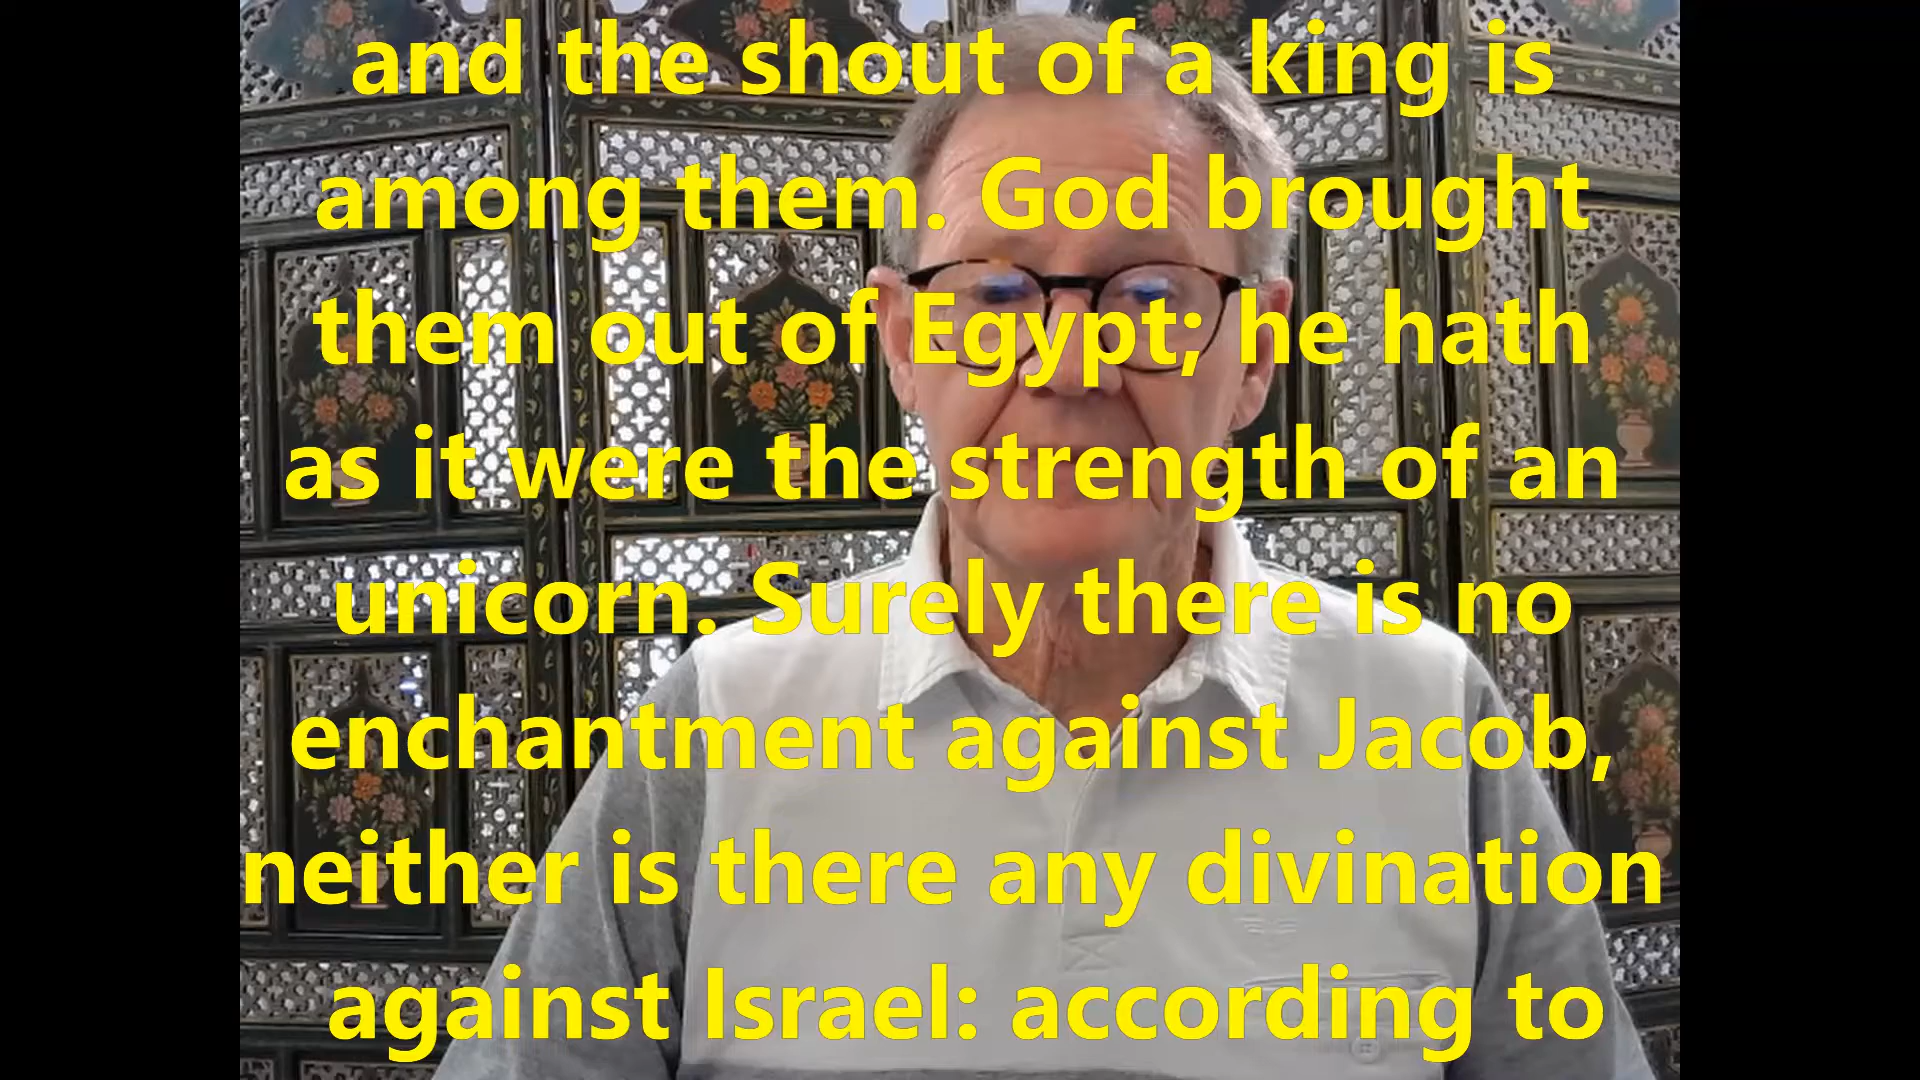 and the shout of a king is
among them. God brought
them out of Egypt; he hath
as it were the strength of an
unicorn. Surely there is no
enchantment against Jacob,
neither is there any divination
against Israel: according to